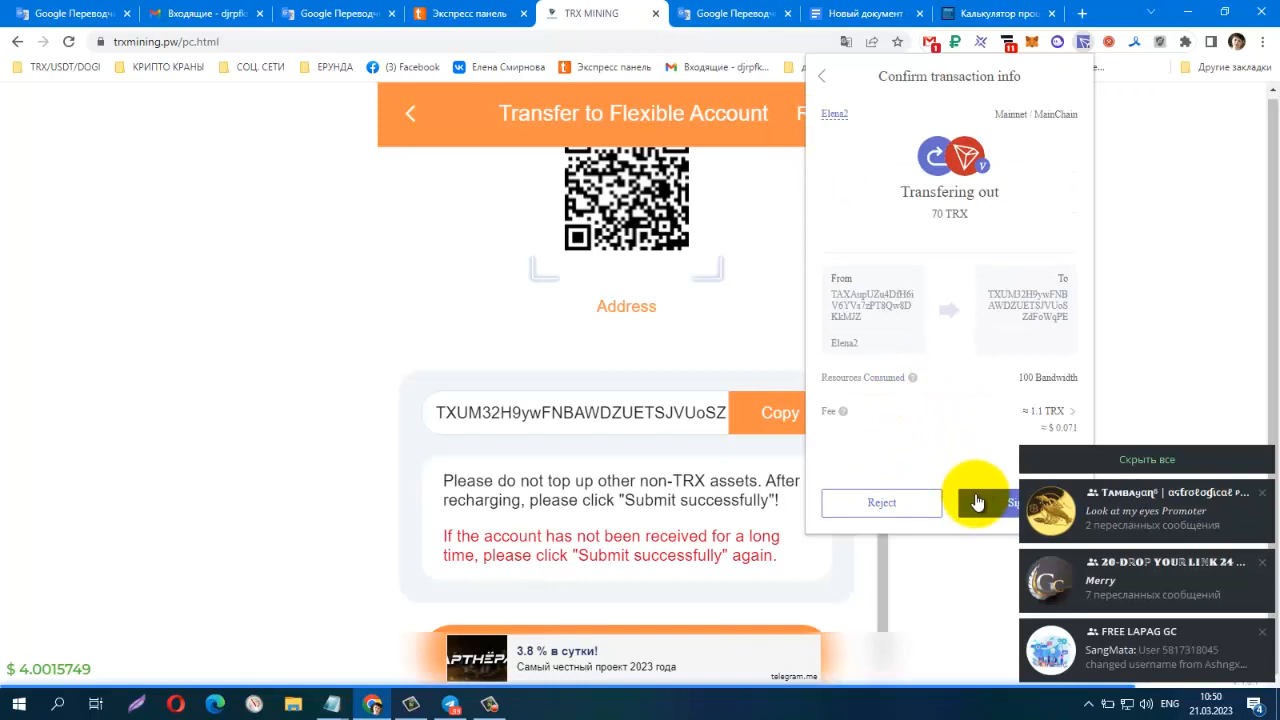 Google Переводч
Входящие - djrpfk
Google Переводч
Экспресс панель
TRX MINING
Google Переводч
Новый документ
Калькулятор про
trxmining.pw/pc.html
1
11
TRX/USDT/DOG
КРИПТО КРАНЫ
СОЦ. СЕТИ
ЕРУНДА
(3) Facebook
Елена Смирнова
Экспресс панель
Входящие - djrpfk...
Другие закладки
Transfer to Flexible Account
Address
TXUM32H9ywFNBAWDZUETSJVUoSZ
Copy
Please do not top up other non-TRX assets. After
recharging, please click "Submit successfully"!
If the account has not been received for a long
time, please click "Submit successfully" again.
Confirm transaction info
Elena2
Mainnet / MainChain
Transfering out
70 TRX
From
TAXAupUZu4DfH6i
V6YVs7zPT8Qw8D
KkMJZ
Elena2
To
TXUM32H9ywFNB
AWDZUETSJVUoS
ZdFoWqPE
Resources Consumed
100 Bandwidth
Fee
≈ 1.1 TRX
≈ $ 0.071
Reject
Скрыть все
Look at my eyes Promoter
2 пересланных сообщения
20-DROP YOUR LINK 24 ...
Merry
7 пересланных сообщений
FREE LAPAG GC
SangMata: User 5817318045
changed username from Ashngx...
АРТНЁР
3.8 % в сутки!
Самый честный проект 2023 года
telegram.me
$ 4.0015749
ENG
10:50
21.03.2023
4